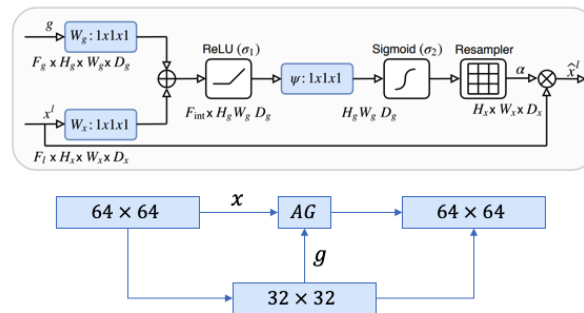 g
W_g : 1x1x1
F_g x H_g x W_g x D_g
ReLU (σ_1)
ψ : 1x1x1
Sigmoid (σ_2)
Resampler
α
x̂^l
x^l
W_x : 1x1x1
F_int x H_g W_g D_g
H_g W_g D_g
H_x x W_x x D_x
F_l x H_x x W_x x D_x
64 × 64
x
AG
64 × 64
g
32 × 32